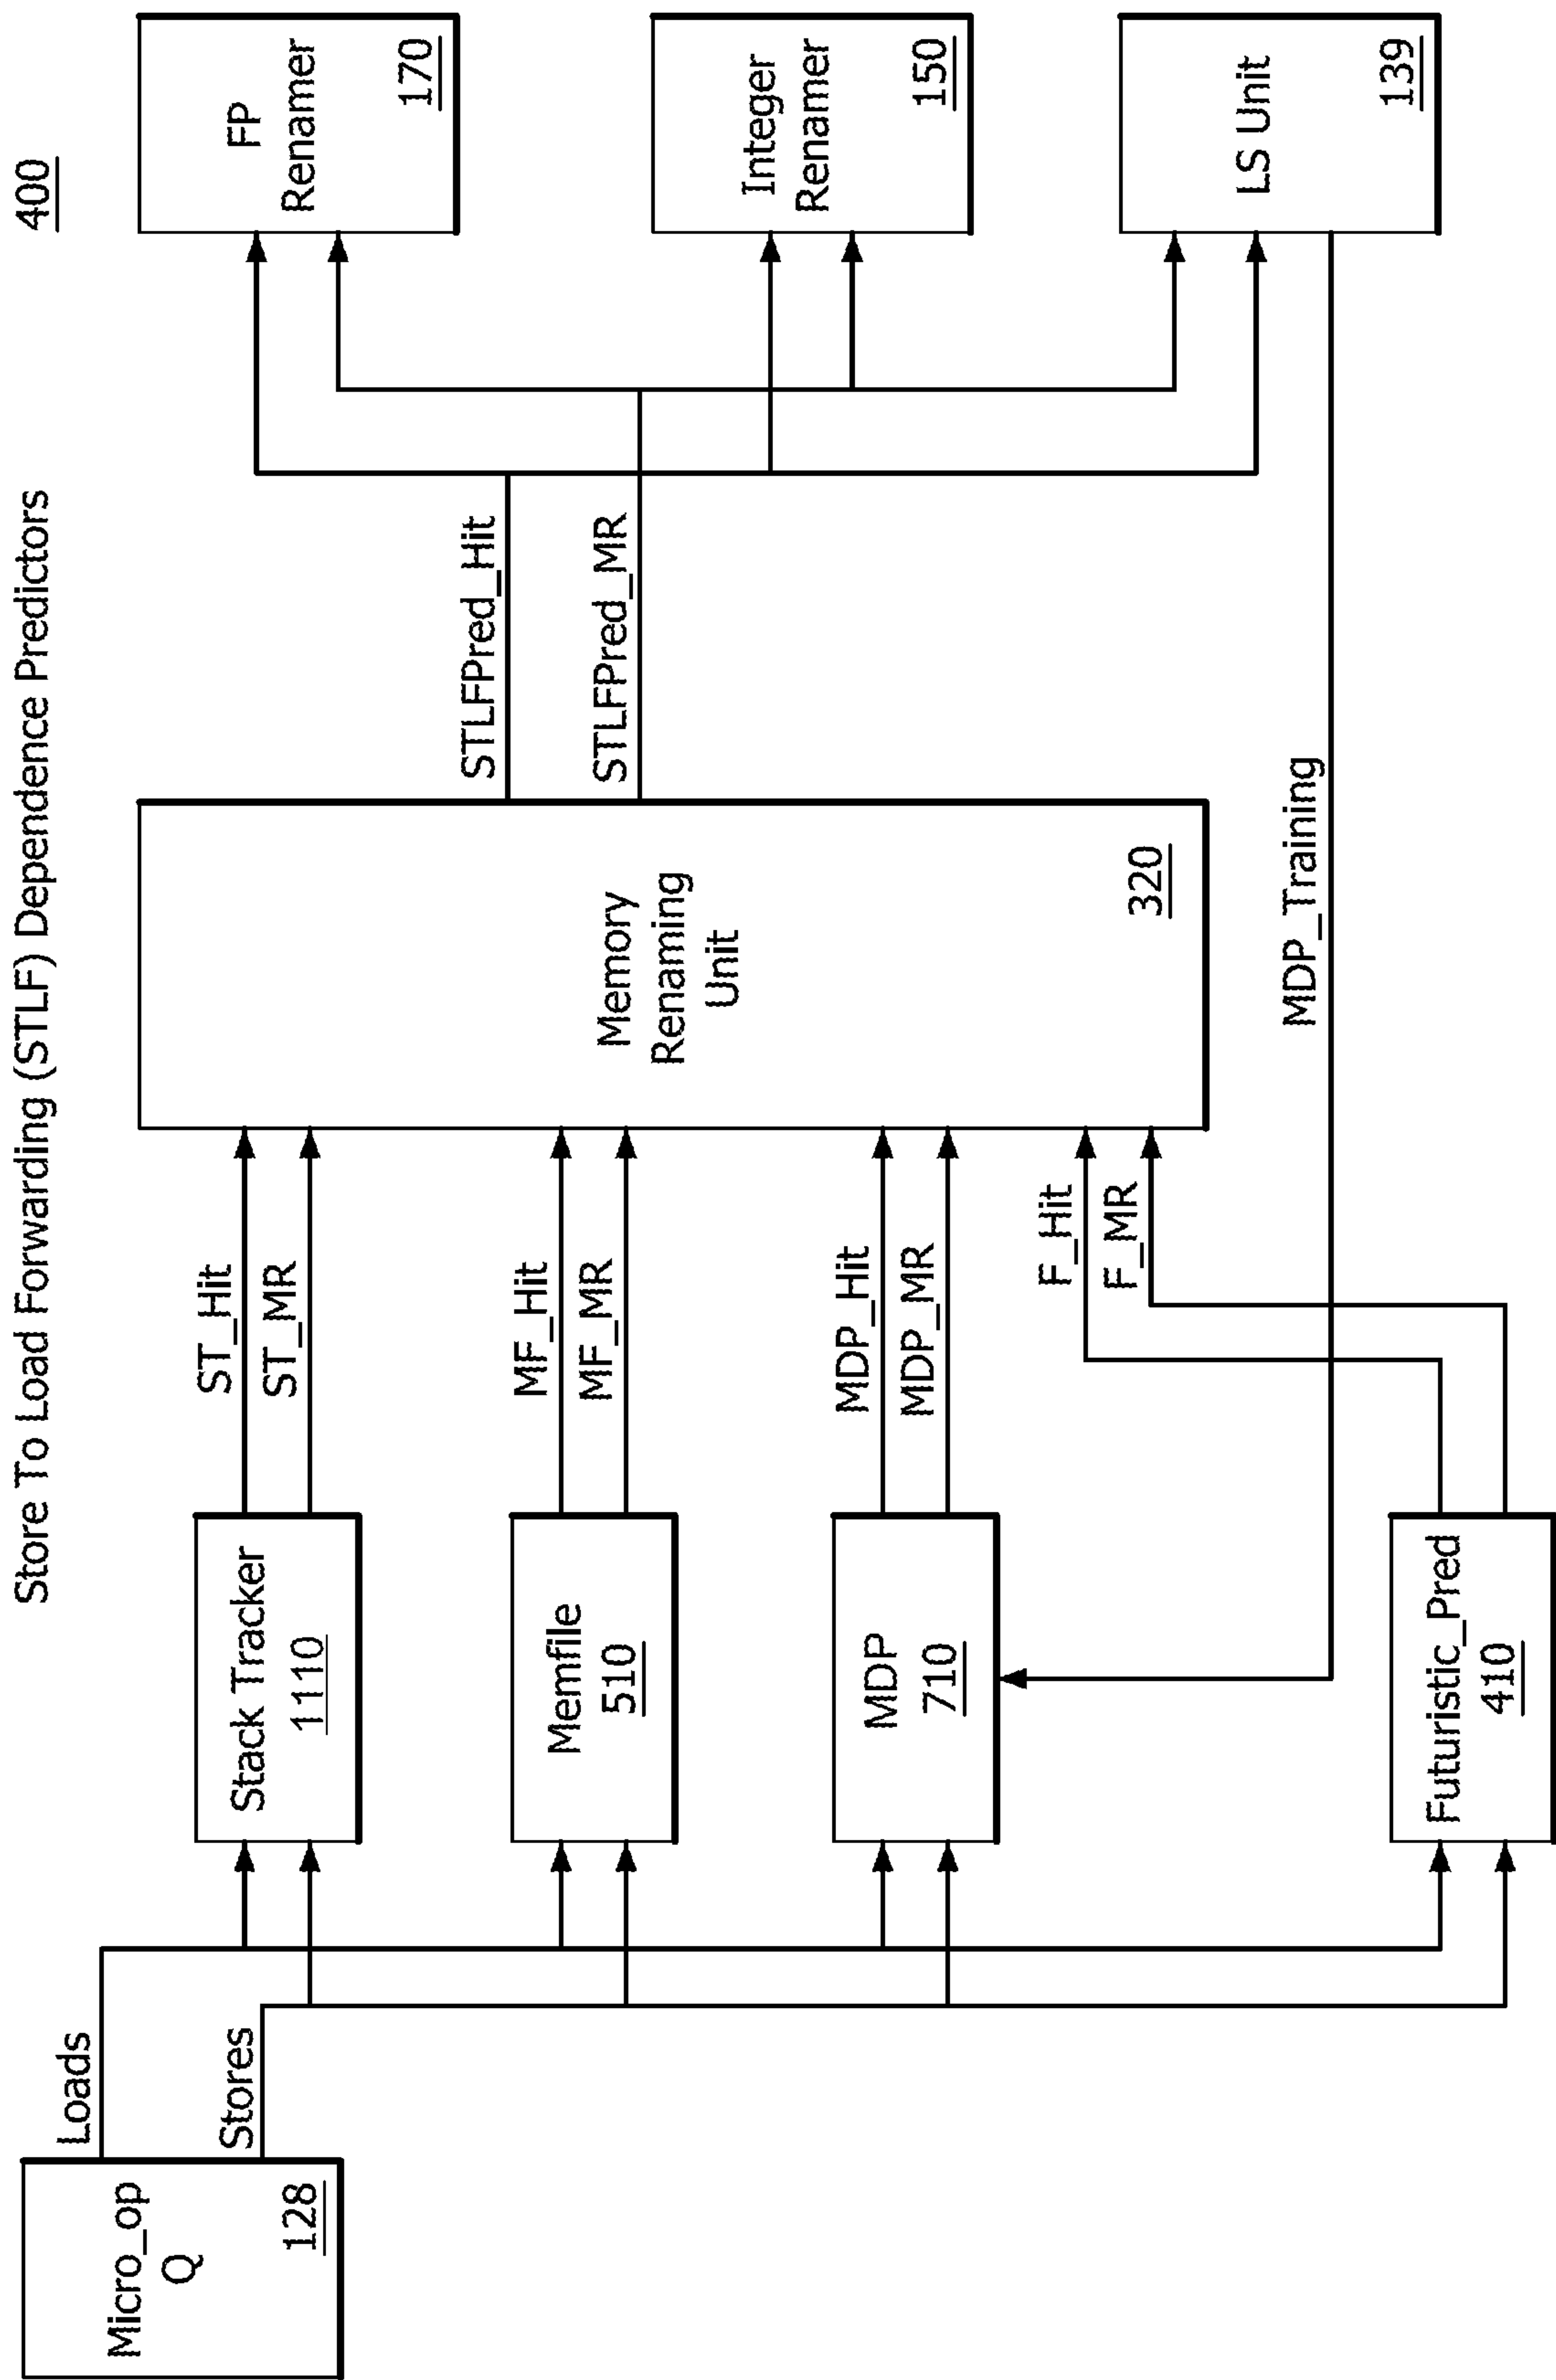 Store To Load Forwarding (STLF) Dependence Predictors
400
Micro_op
Q
128
Loads
Stores
Stack Tracker
1110
Memfile
510
MDP
710
Futuristic_Pred
410
ST_Hit
ST_MR
MF_Hit
MF_MR
MDP_Hit
MDP_MR
F_Hit
F_MR
Memory
Renaming
Unit
320
MDP_Training
STLFPred_Hit
STLFPred_MR
FP
Renamer
170
Integer
Renamer
150
LS Unit
139